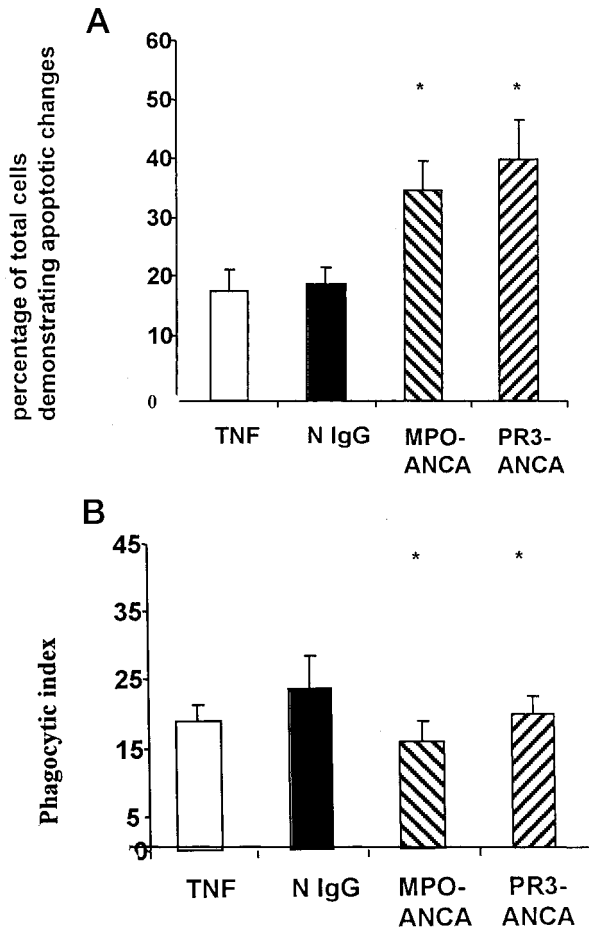 A
percentage of total cells
demonstrating apoptotic changes
60
50
40
30
20
10
0
* *
TNF N IgG MPO-ANCA PR3-ANCA
B
Phagocytic index
45
35
25
15
5
0
* *
TNF N IgG MPO-ANCA PR3-ANCA